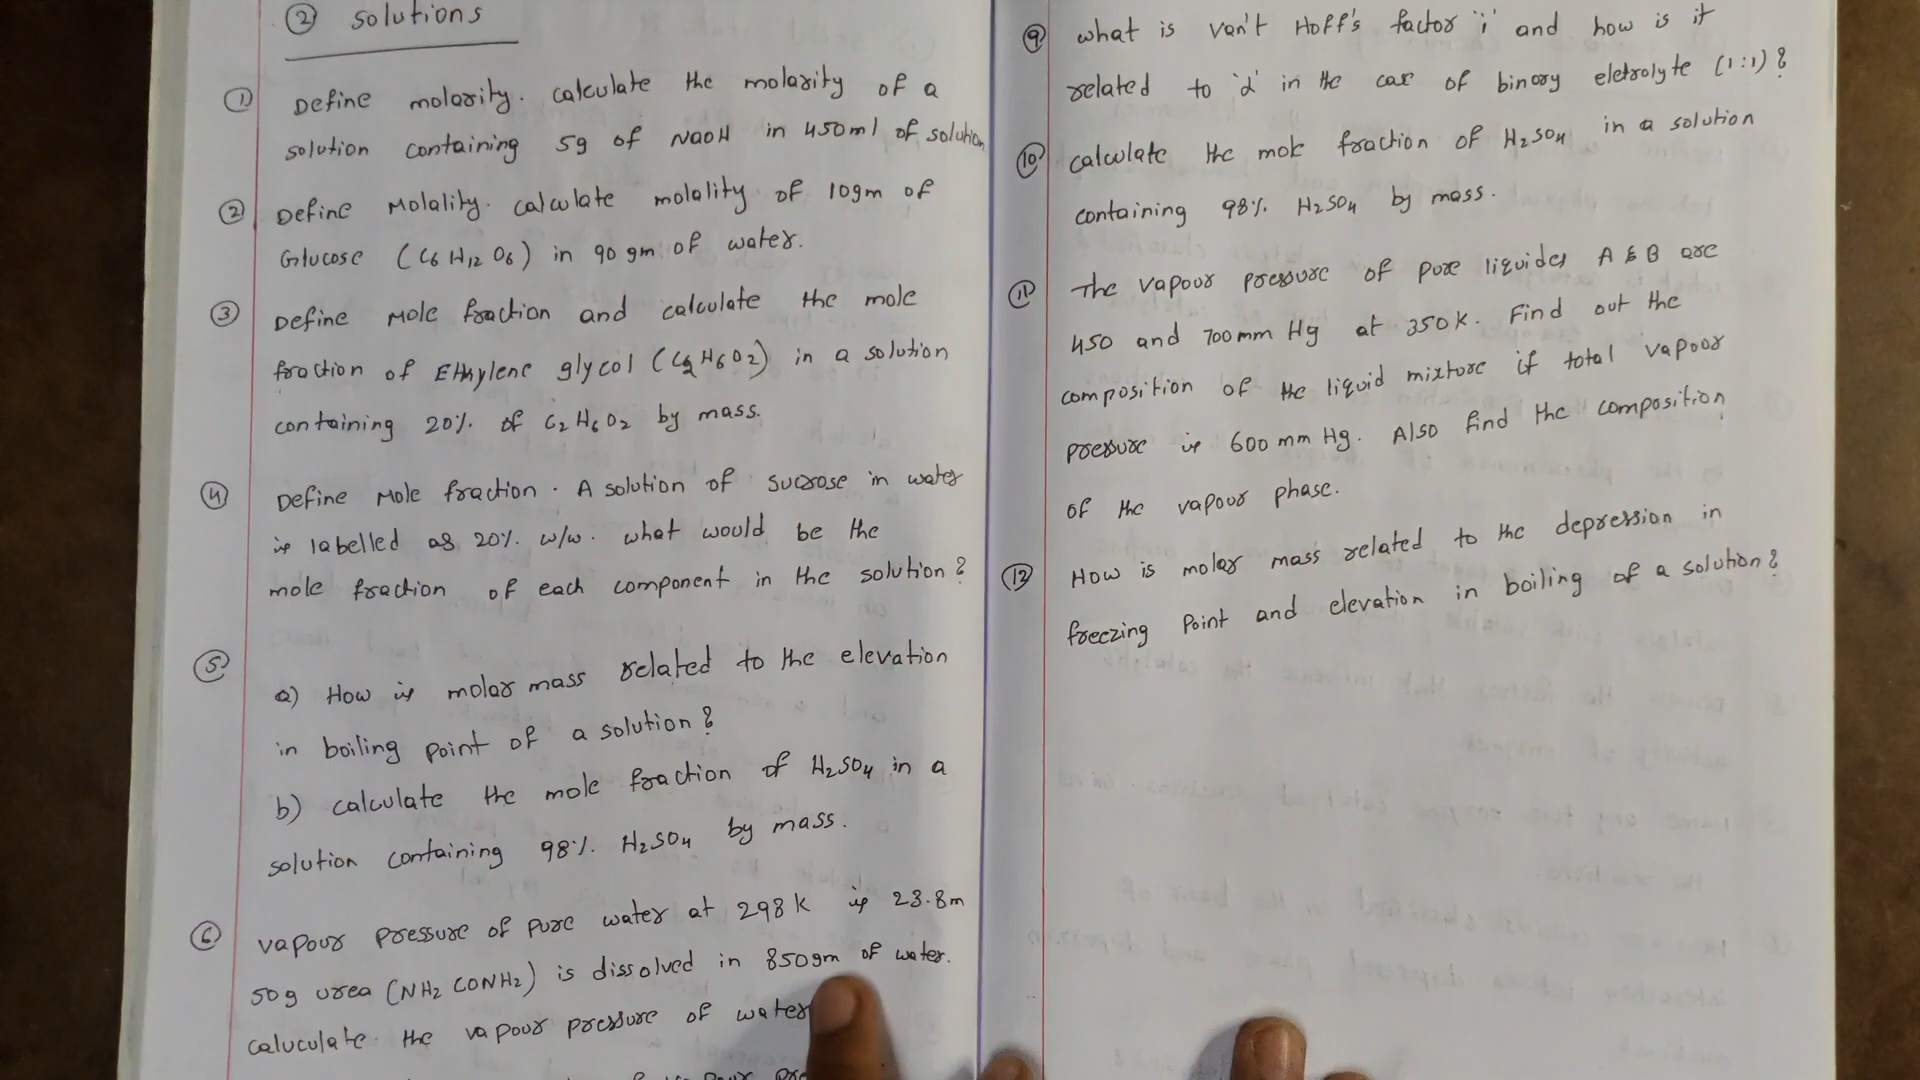 ② solutions
① Define molarity. calculate the molarity of a
solution containing 5g of NaOH in 450ml of solution
② Define Molality. calculate molality of 10gm of
Glucose (C6 H12 O6) in 90 gm of water.
③ Define Mole fraction and calculate the mole
fraction of Ethylene glycol (C2H6O2) in a solution
containing 20% of C2H6O2 by mass.
④ Define Mole fraction. A solution of sucrose in water
is labelled as 20% w/w. what would be the
mole fraction of each component in the solution?
⑤ a) How is molar mass related to the elevation
in boiling point of a solution?
b) calculate the mole fraction of H2SO4 in a
solution containing 98% H2SO4 by mass.
⑥ vapour pressure of pure water at 298 K is 23.8m
50g urea (NH2 CONH2) is dissolved in 850gm of water.
caluculate the vapour pressure of water
⑨ what is van't Hoff's factor 'i' and how is it
related to 'α' in the case of binary eletrolyte (1:1)?
⑩ calculate the mole fraction of H2SO4 in a solution
containing 98% H2SO4 by mass.
⑪ The vapour pressure of pure liquides A & B are
450 and 700mm Hg at 350K. Find out the
composition of the liquid mixture if total vapour
pressure is 600 mm Hg. Also find the composition
of the vapour phase.
⑫ How is molar mass related to the depression in
freezing Point and elevation in boiling of a solution?